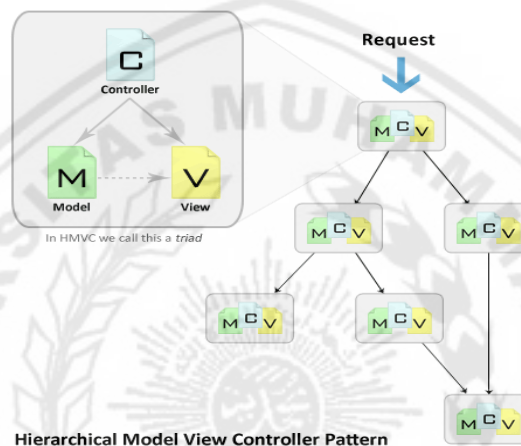 C
Controller
M
Model
V
View
In HMVC we call this a triad
Request
M C V
M C V
M C V
M C V
M C V
M C V
Hierarchical Model View Controller Pattern